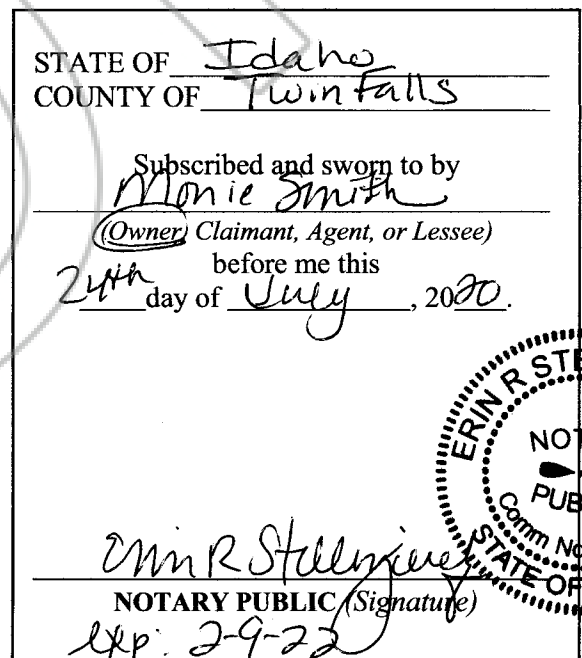 STATE OF Idaho
COUNTY OF Twin Falls
Subscribed and sworn to by
Monie Smith
(Owner, Claimant, Agent, or Lessee)
before me this
24th day of July, 2020.
ERIN R STE
NOT
PUB
Comm No
STATE OF
Erin R
NOTARY PUBLIC (Signature)
exp: 2-9-22